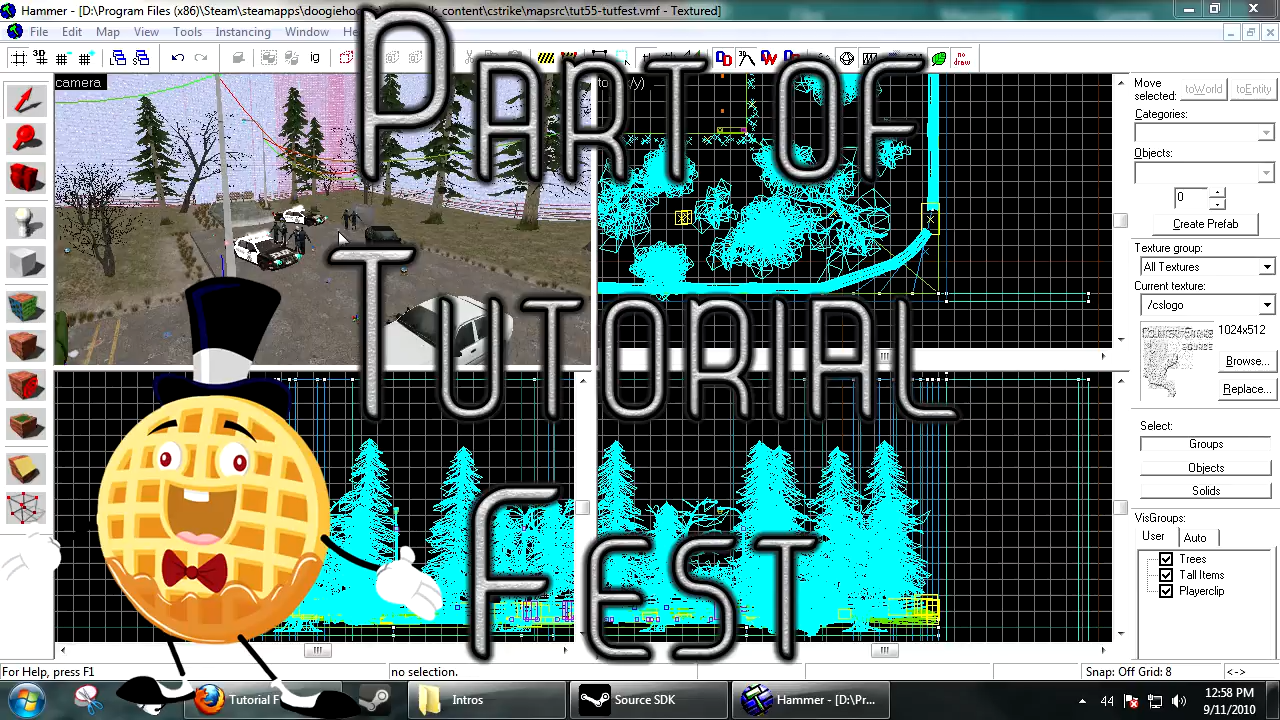 Hammer - [D:\Program Files (x86)\Steam\steamapps\doogieho
content\cstrike\mapsrc\tut55-tutfest.vmf - Textured]
File Edit Map View Tools Instancing Window
camera
Part of
Tutorial
Fest
Move
selected:
toWorld
toEntity
Categories:
Objects:
0
Create Prefab
Texture group:
All Textures
Current texture:
/cslogo
1024x512
Browse...
Replace...
Select:
Groups
Objects
Solids
VisGroups:
User Auto
Trees
Tall Items
Playerclip
For Help, press F1
no selection.
Snap: Off Grid: 8
<->
Tutorial F
Intros
Source SDK
Hammer - [D:\Pr...
44
12:58 PM
9/11/2010